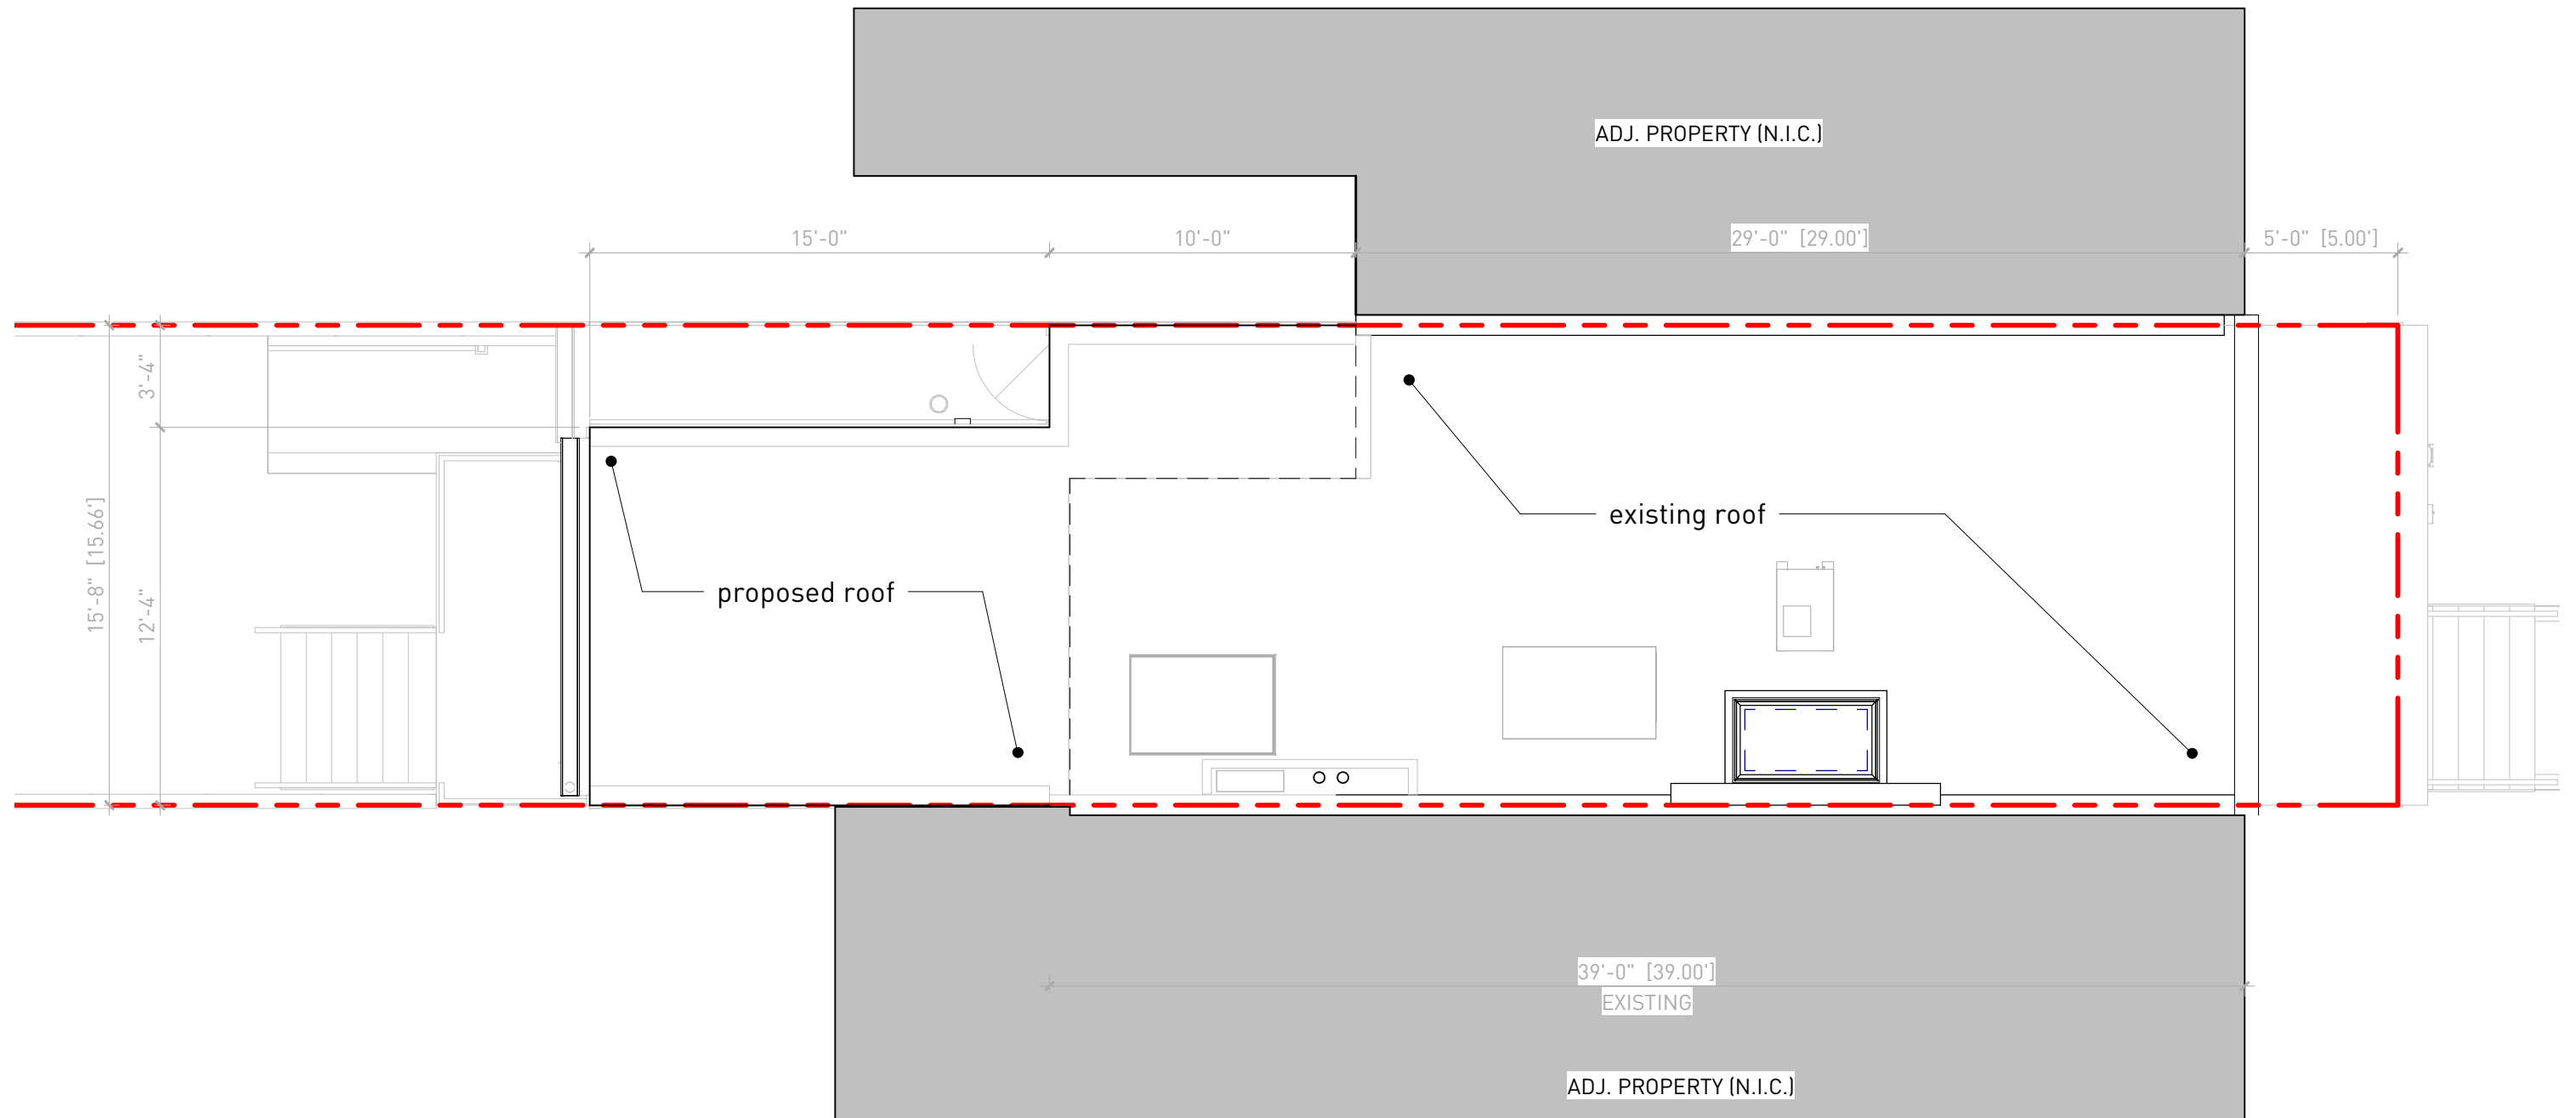 ADJ. PROPERTY (N.I.C.)
15'-0"
10'-0"
29'-0" [29.00']
5'-0" [5.00']
3'-4"
15'-8" [15.66']
12'-4"
existing roof
proposed roof
39'-0" [39.00']
EXISTING
ADJ. PROPERTY (N.I.C.)